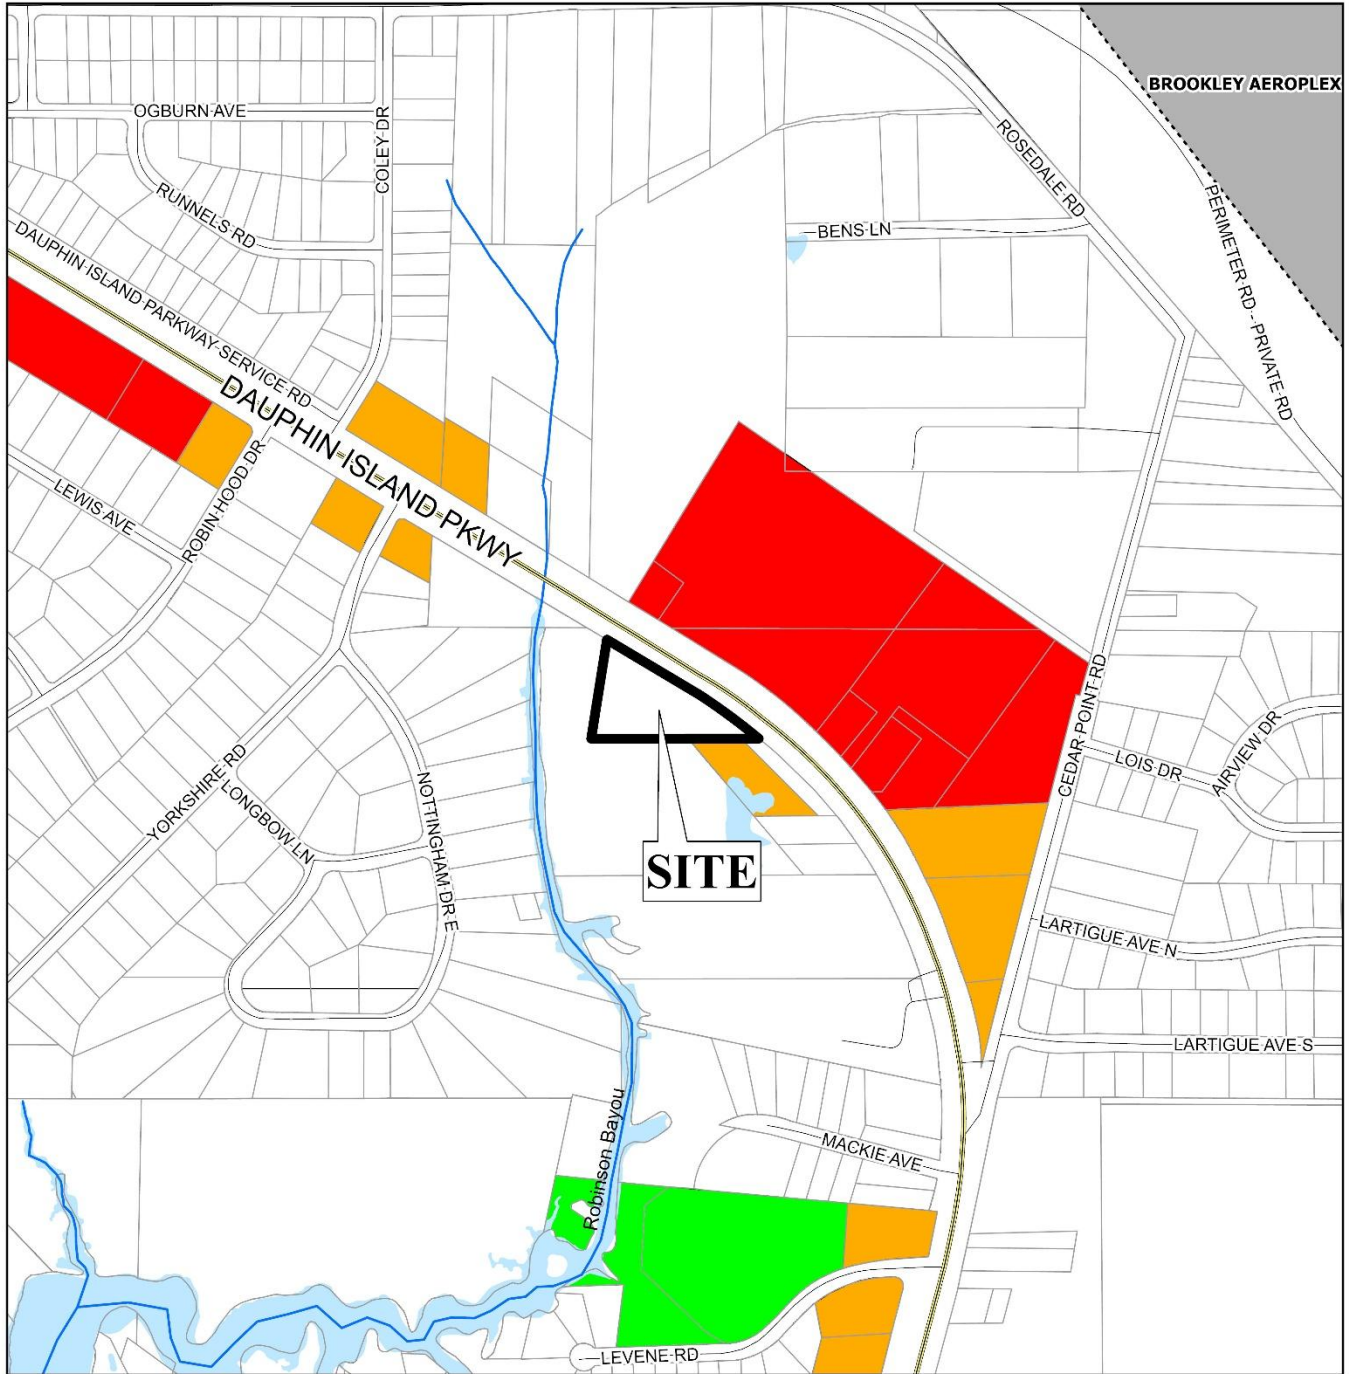 BROOKLEY AEROPLEX
OGBURN AVE
COLEY DR
ROSEDALE RD
RUNNELS RD
PERIMETER RD - PRIVATE RD
BENS LN
DAUPHIN ISLAND PARKWAY SERVICE RD
DAUPHIN ISLAND PKWY
LEWIS AVE
ROBIN HOOD DR
CEDAR POINT RD
LOIS DR
AIRVIEW DR
YORKSHIRE RD
LONGBOW LN
NOTTINGHAM DR E
SITE
LARTIGUE AVE N
LARTIGUE AVE S
Robinson Bayou
MACKIE AVE
LEVENE RD